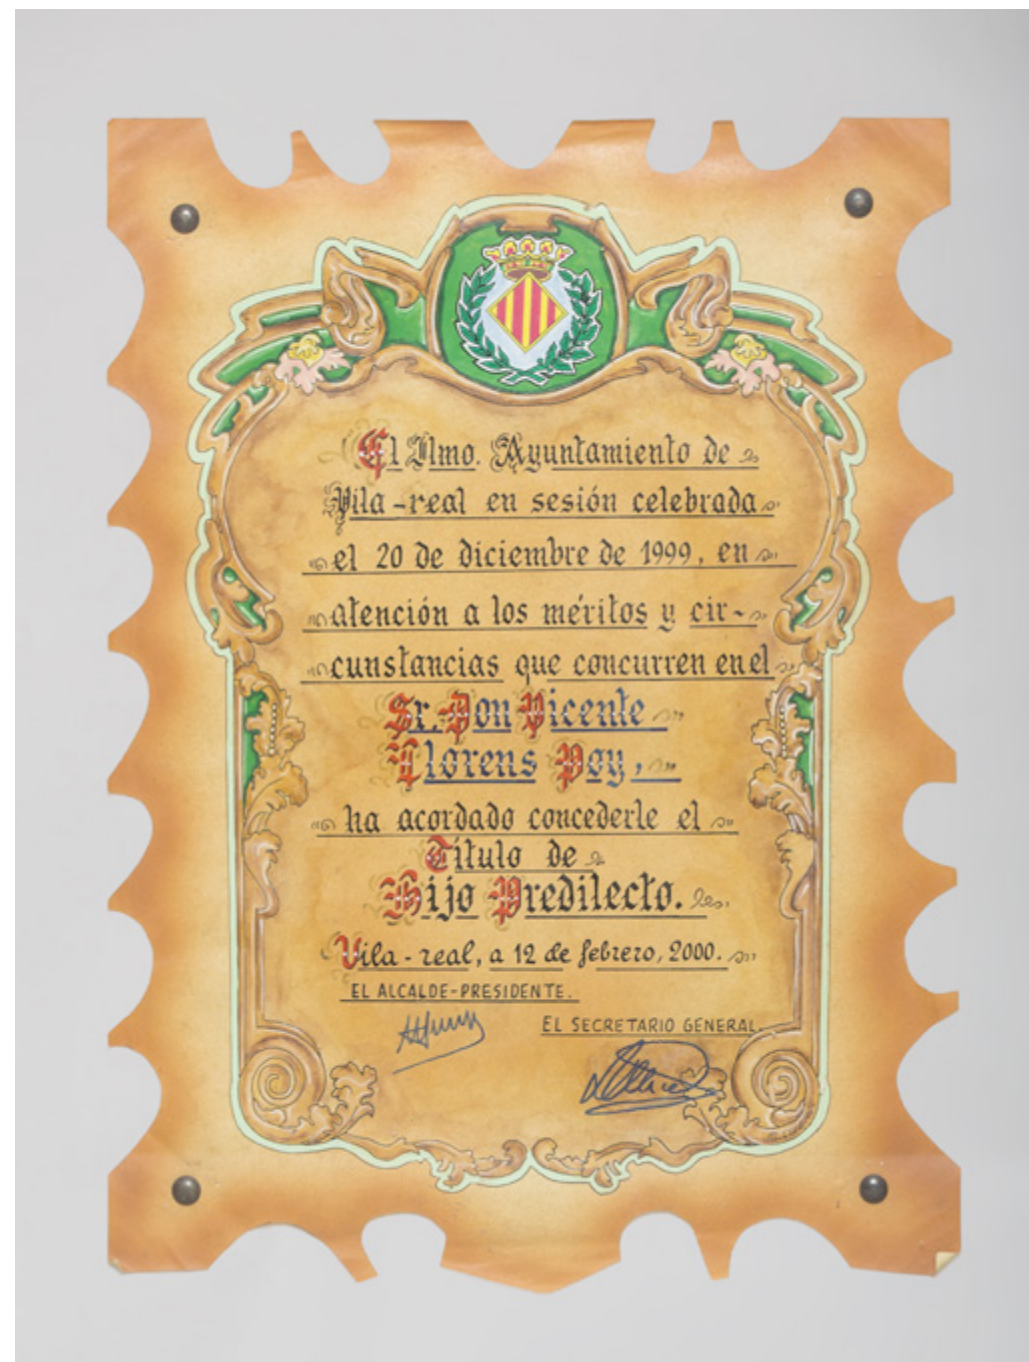 El Ilmo. Ayuntamiento de
Vila-real en sesión celebrada
el 20 de diciembre de 1999, en
atención a los méritos y cir-
cunstancias que concurren en el
Sr. Don Vicente
Llorens Poy,
ha acordado concederle el
Título de
Hijo Predilecto.
Vila-real, a 12 de febrero, 2000.
EL ALCALDE-PRESIDENTE.
EL SECRETARIO GENERAL.